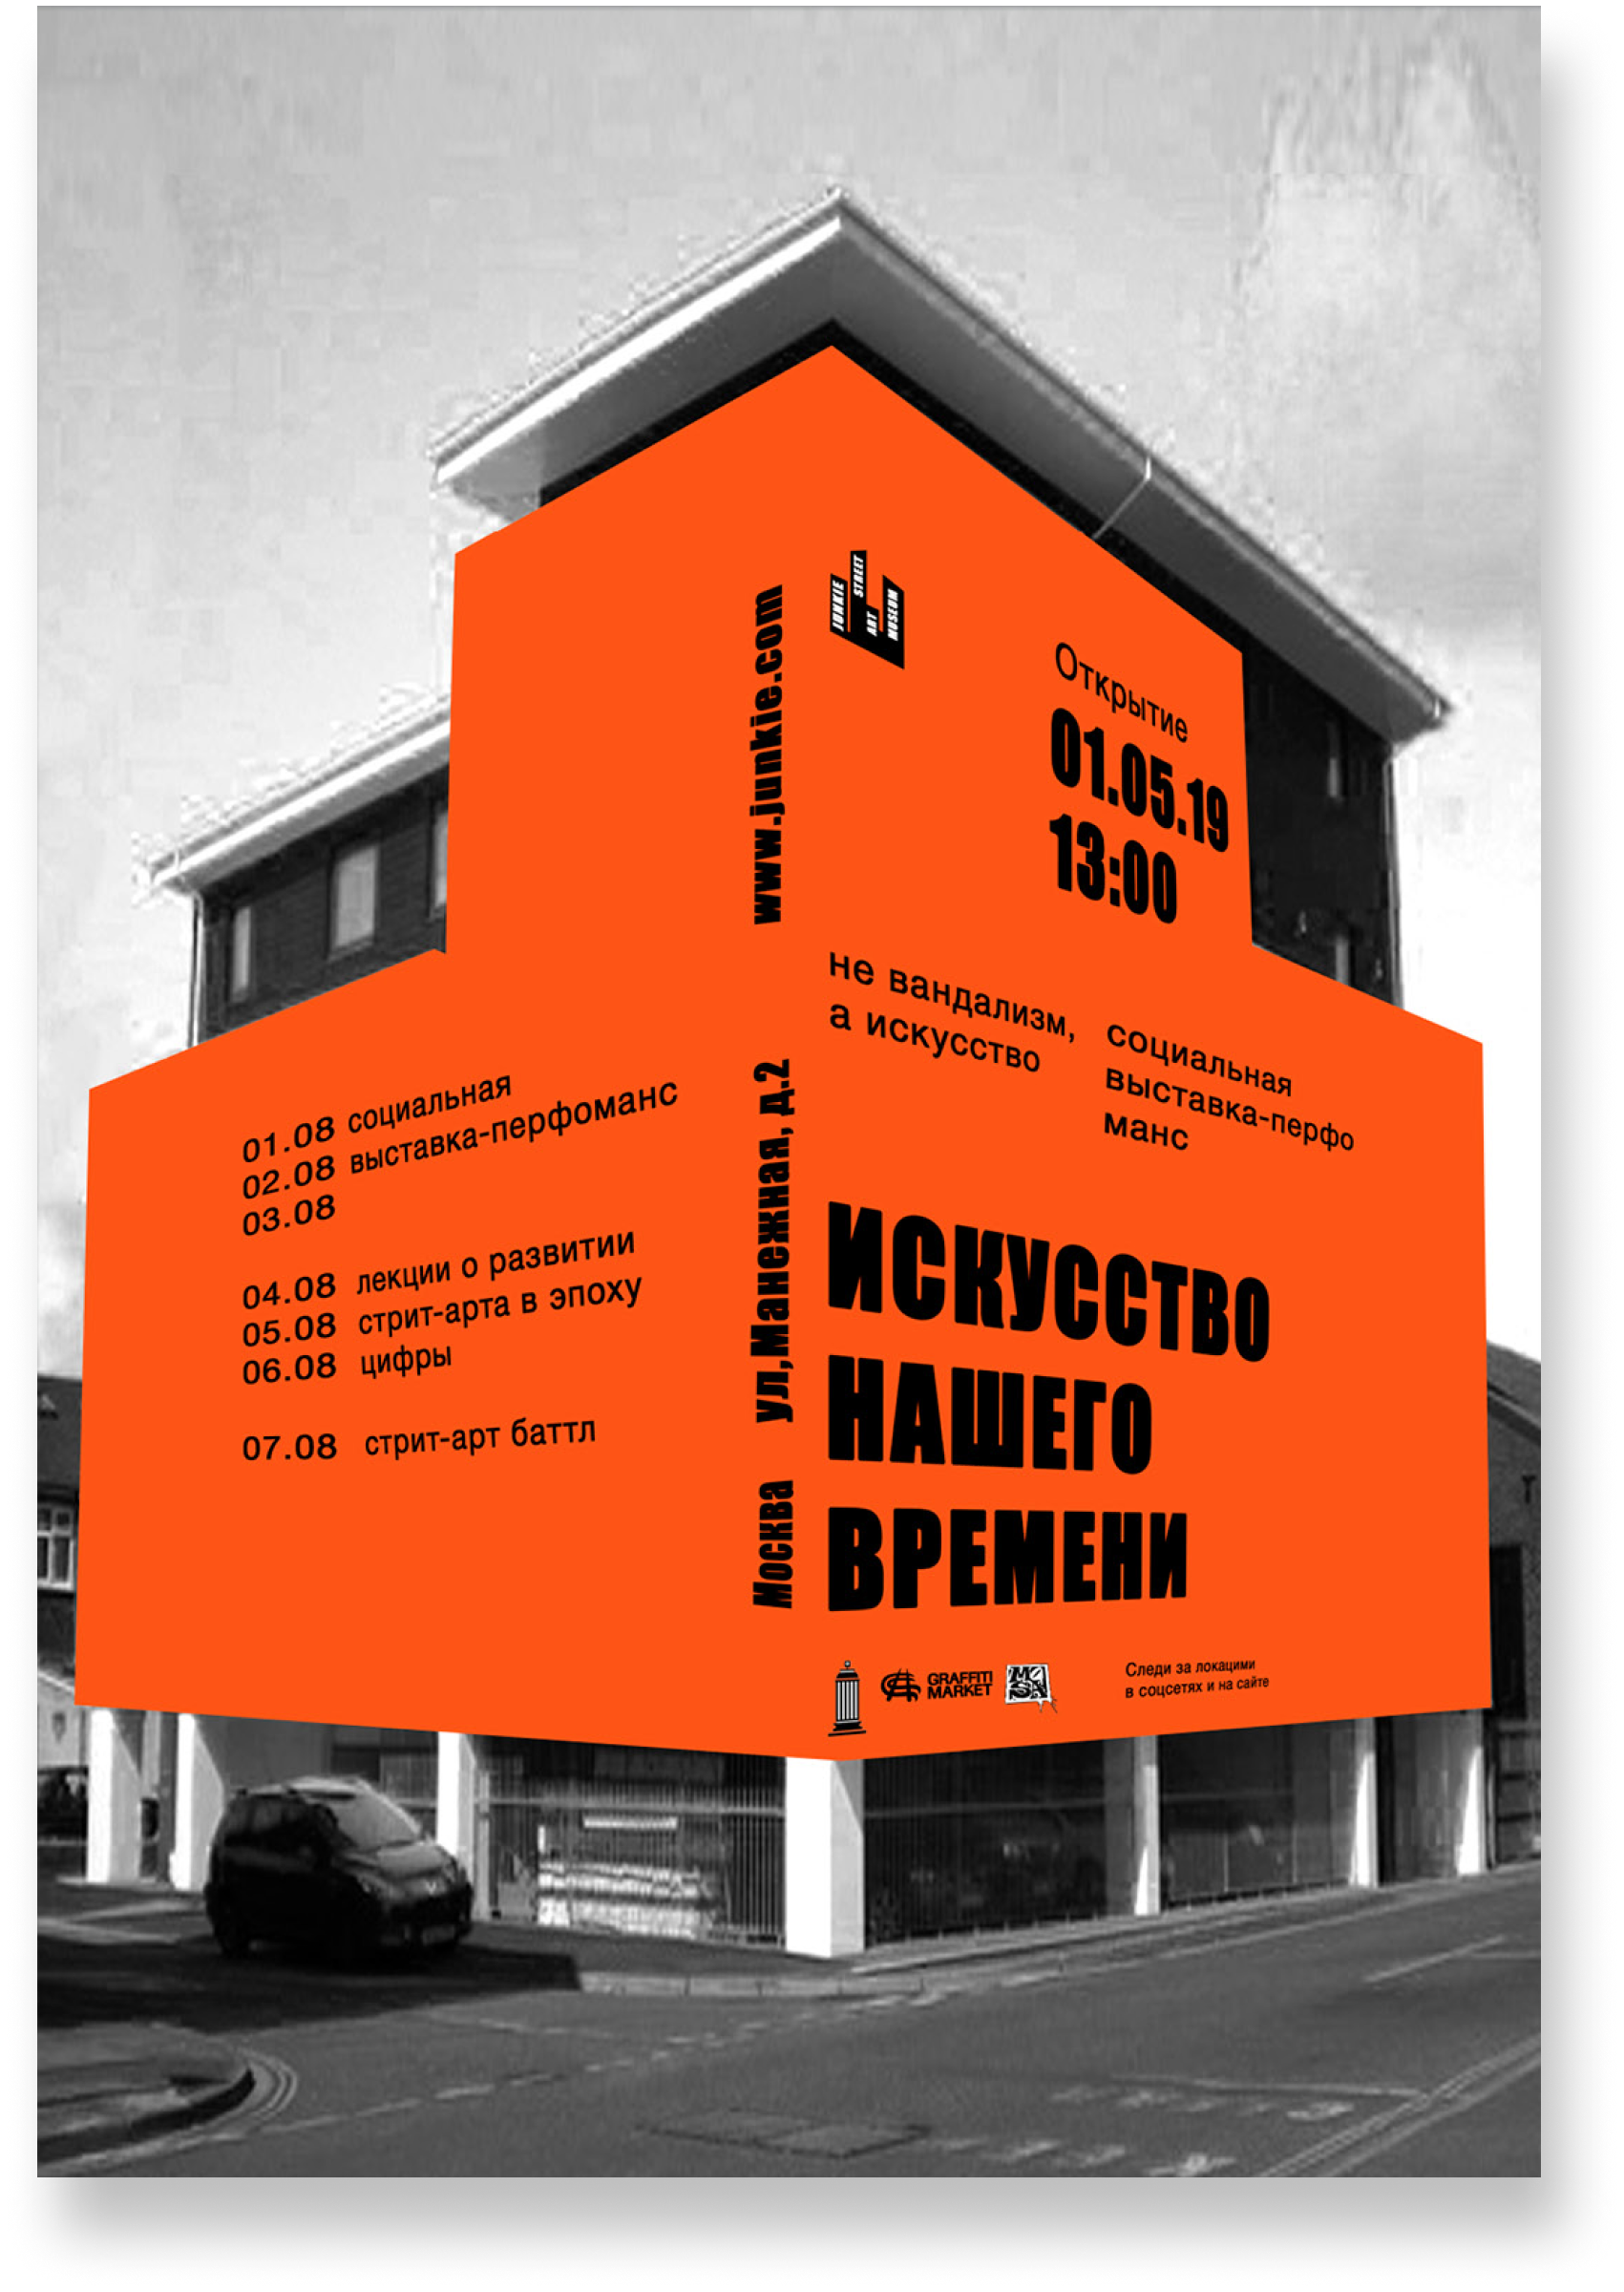 JUNKIE
STREET
ART
MUSEUM
Открытие
01.05.19
13:00
www.junkie.com
не вандализм,
а искусство
социальная
выставка-перфо
манс
01.08 социальная
02.08 выставка-перфоманс
03.08
04.08 лекции о развитии
05.08 стрит-арта в эпоху
06.08 цифры
07.08 стрит-арт баттл
Москва ул,Манежная, д.2
ИСКУССТВО
НАШЕГО
ВРЕМЕНИ
GRAFFITI
MARKET
Следи за локацими
в соцсетях и на сайте